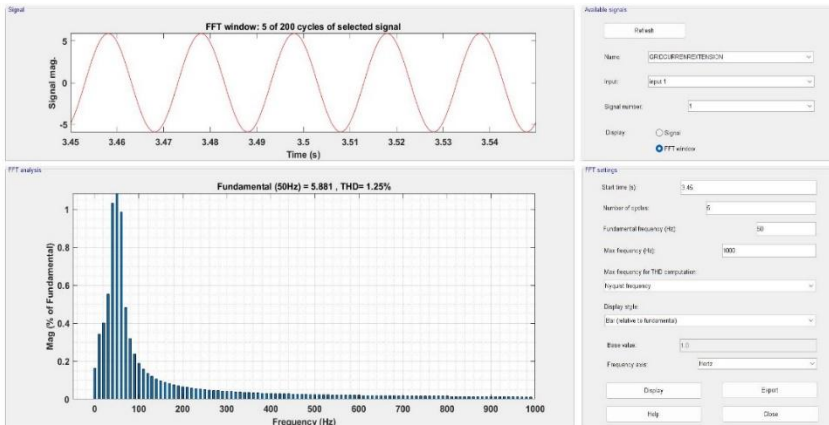 Signal
FFT window: 5 of 200 cycles of selected signal
Signal mag.
5
0
-5
3.45 3.46 3.47 3.48 3.49 3.5 3.51 3.52 3.53 3.54
Time (s)
FFT analysis
Fundamental (50Hz) = 5.881 , THD= 1.25%
Mag (% of Fundamental)
1
0.8
0.6
0.4
0.2
0
0 100 200 300 400 500 600 700 800 900 1000
Frequency (Hz)
Available signals
Refresh
Name:
Input: input 1
Signal number: 1
Display: Signal
FFT window
FFT settings
Start time (s): 3.45
Number of cycles: 5
Fundamental frequency (Hz): 50
Max frequency (Hz): 1000
Max frequency for THD computation:
Nyquist frequency
Display style:
Bar (relative to fundamental)
Base value: 1.0
Frequency axis: Hertz
Display Export
Help Close